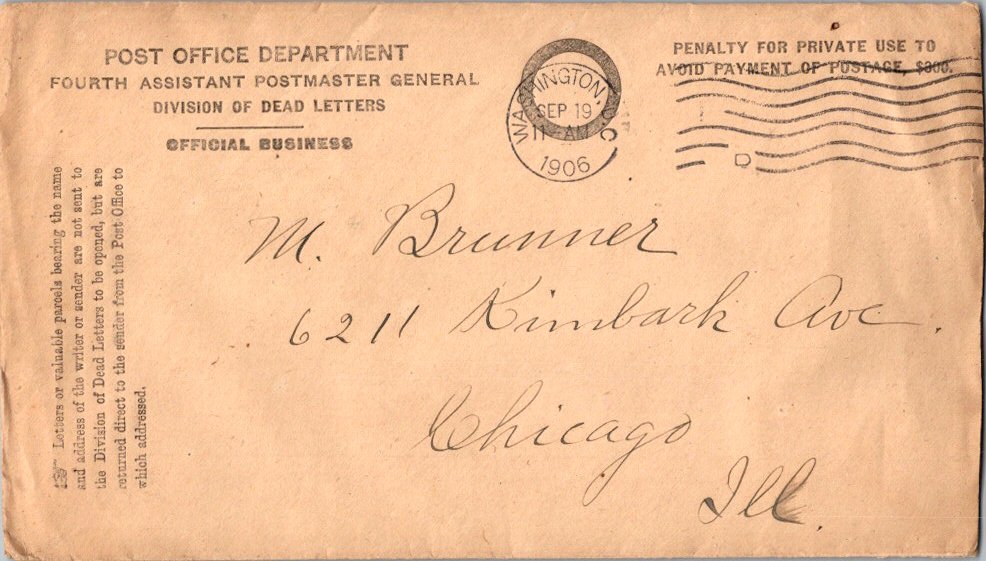 POST OFFICE DEPARTMENT
FOURTH ASSISTANT POSTMASTER GENERAL
DIVISION OF DEAD LETTERS
OFFICIAL BUSINESS
PENALTY FOR PRIVATE USE TO
AVOID PAYMENT OF POSTAGE, $300.
WASHINGTON, D.C.
SEP 19
11-AM
1906
D
☞ Letters or valuable parcels bearing the name
and address of the writer or sender are not sent to
the Division of Dead Letters to be opened, but are
returned direct to the sender from the Post Office to
which addressed.
M. Brunner
6211 Kimbark Ave.
Chicago
Ill.